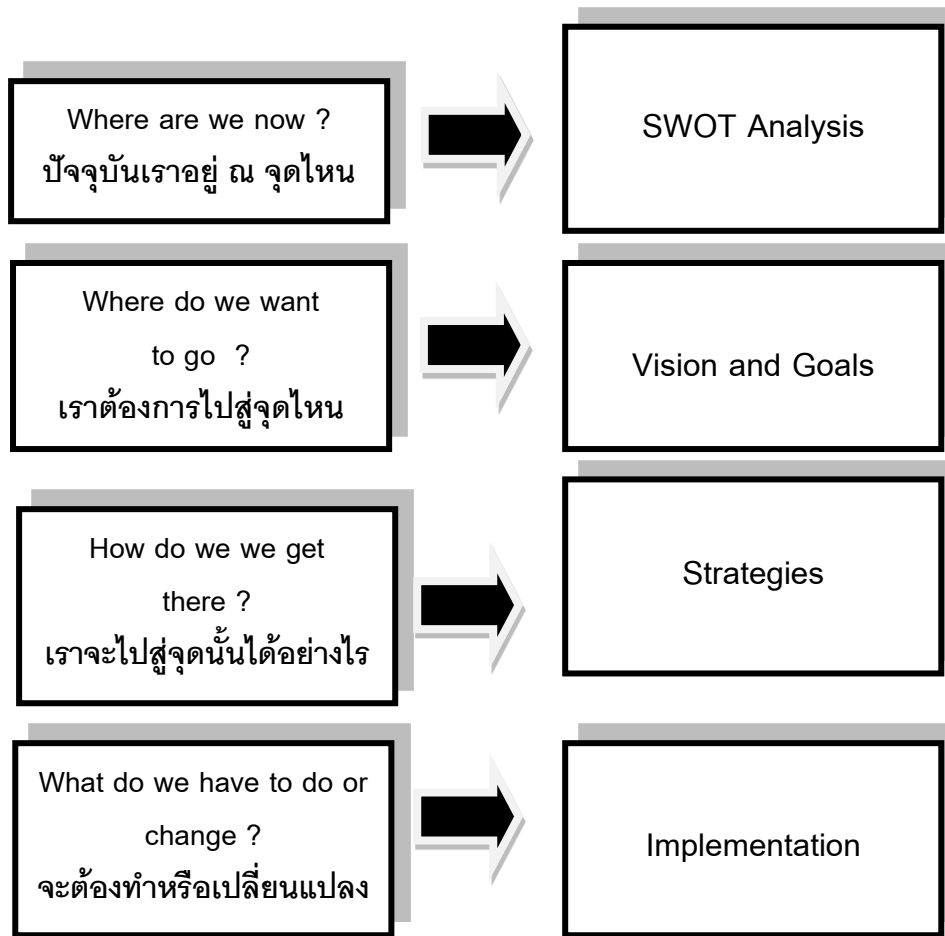 Where are we now ?
ปัจจุบันเราอยู่ ณ จุดไหน
SWOT Analysis
Where do we want
to go ?
เราต้องการไปสู่จุดไหน
Vision and Goals
How do we we get
there ?
เราจะไปสู่จุดนั้นได้อย่างไร
Strategies
What do we have to do or
change ?
จะต้องทำหรือเปลี่ยนแปลง
Implementation